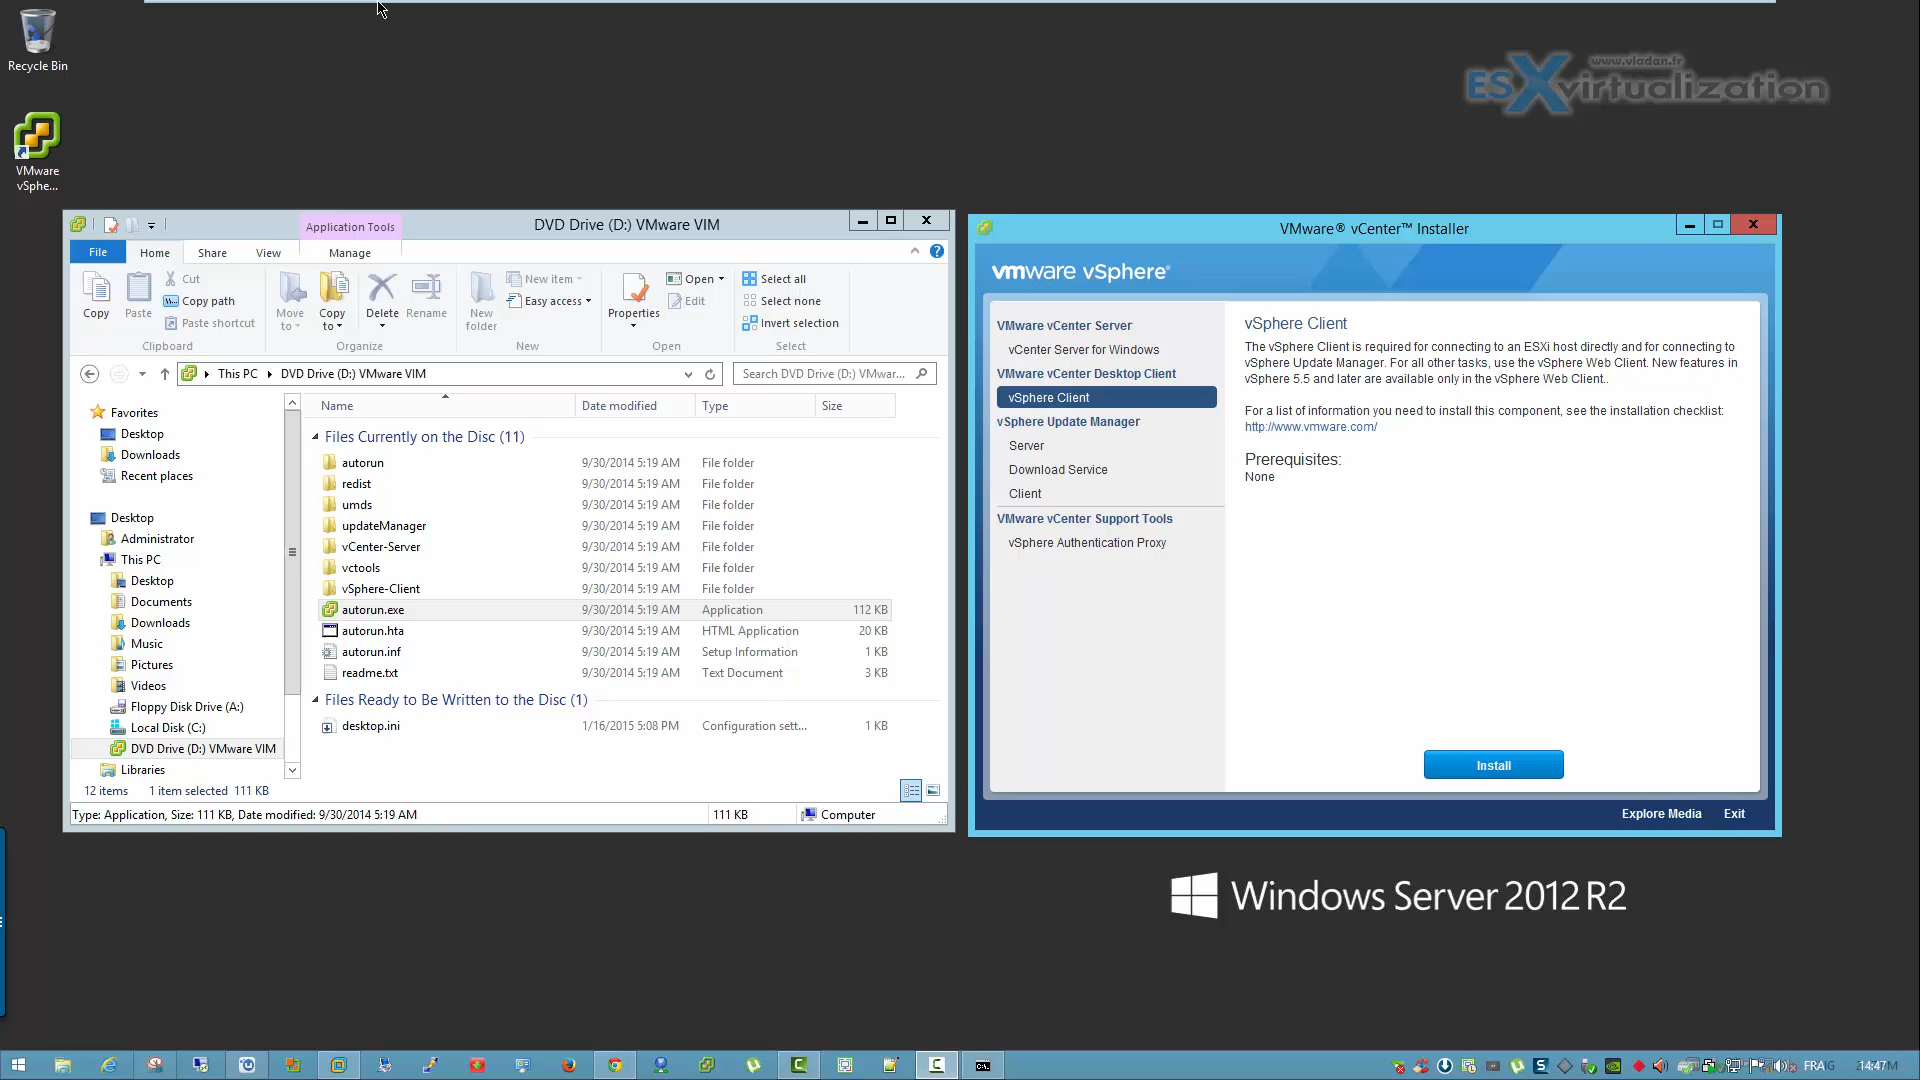 Recycle Bin
VMware
vSphe...
www.vladan.fr
ESXvirtualization
Application Tools
DVD Drive (D:) VMware VIM
File
Home
Share
View
Manage
Copy
Paste
Cut
Copy path
Paste shortcut
Clipboard
Move to
Copy to
Delete
Rename
Organize
New folder
New item
Easy access
New
Properties
Open
Edit
Open
Select all
Select none
Invert selection
Select
This PC
DVD Drive (D:) VMware VIM
Search DVD Drive (D:) VMwar...
Favorites
Desktop
Downloads
Recent places
Desktop
Administrator
This PC
Desktop
Documents
Downloads
Music
Pictures
Videos
Floppy Disk Drive (A:)
Local Disk (C:)
DVD Drive (D:) VMware VIM
Libraries
Name Date modified Type Size
Files Currently on the Disc (11)
autorun 9/30/2014 5:19 AM File folder
redist 9/30/2014 5:19 AM File folder
umds 9/30/2014 5:19 AM File folder
updateManager 9/30/2014 5:19 AM File folder
vCenter-Server 9/30/2014 5:19 AM File folder
vctools 9/30/2014 5:19 AM File folder
vSphere-Client 9/30/2014 5:19 AM File folder
autorun.exe 9/30/2014 5:19 AM Application 112 KB
autorun.hta 9/30/2014 5:19 AM HTML Application 20 KB
autorun.inf 9/30/2014 5:19 AM Setup Information 1 KB
readme.txt 9/30/2014 5:19 AM Text Document 3 KB
Files Ready to Be Written to the Disc (1)
desktop.ini 1/16/2015 5:08 PM Configuration sett... 1 KB
12 items 1 item selected 111 KB
Type: Application, Size: 111 KB, Date modified: 9/30/2014 5:19 AM 111 KB Computer
VMware® vCenter™ Installer
vmware vSphere®
VMware vCenter Server
vCenter Server for Windows
VMware vCenter Desktop Client
vSphere Client
vSphere Update Manager
Server
Download Service
Client
VMware vCenter Support Tools
vSphere Authentication Proxy
vSphere Client
The vSphere Client is required for connecting to an ESXi host directly and for connecting to
vSphere Update Manager. For all other tasks, use the vSphere Web Client. New features in
vSphere 5.5 and later are available only in the vSphere Web Client..
For a list of information you need to install this component, see the installation checklist:
http://www.vmware.com/
Prerequisites:
None
Install
Explore Media
Exit
Windows Server 2012 R2